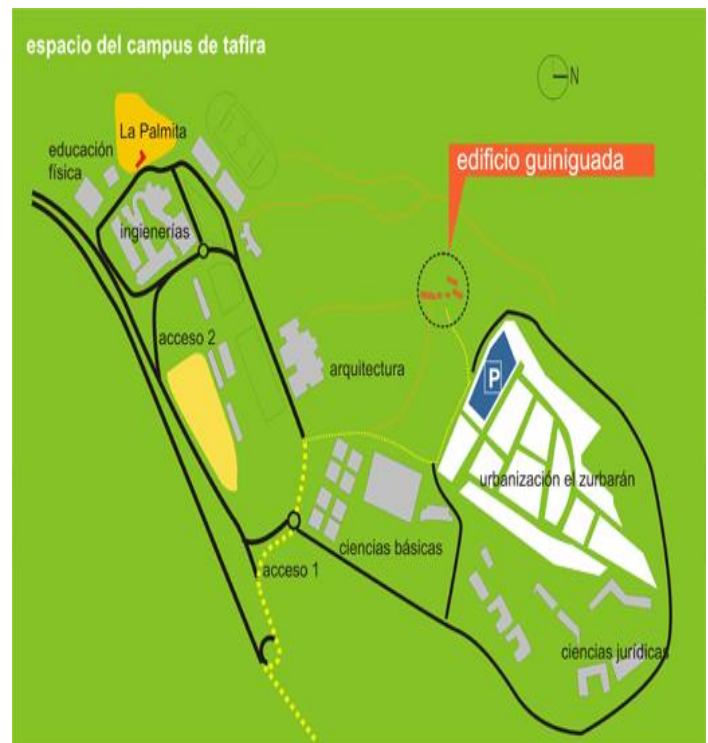 espacio del campus de tafira
N
La Palmita
educación
física
edificio guiniguada
ingienerías
acceso 2
arquitectura
P
urbanización el zurbarán
ciencias básicas
acceso 1
ciencias jurídicas